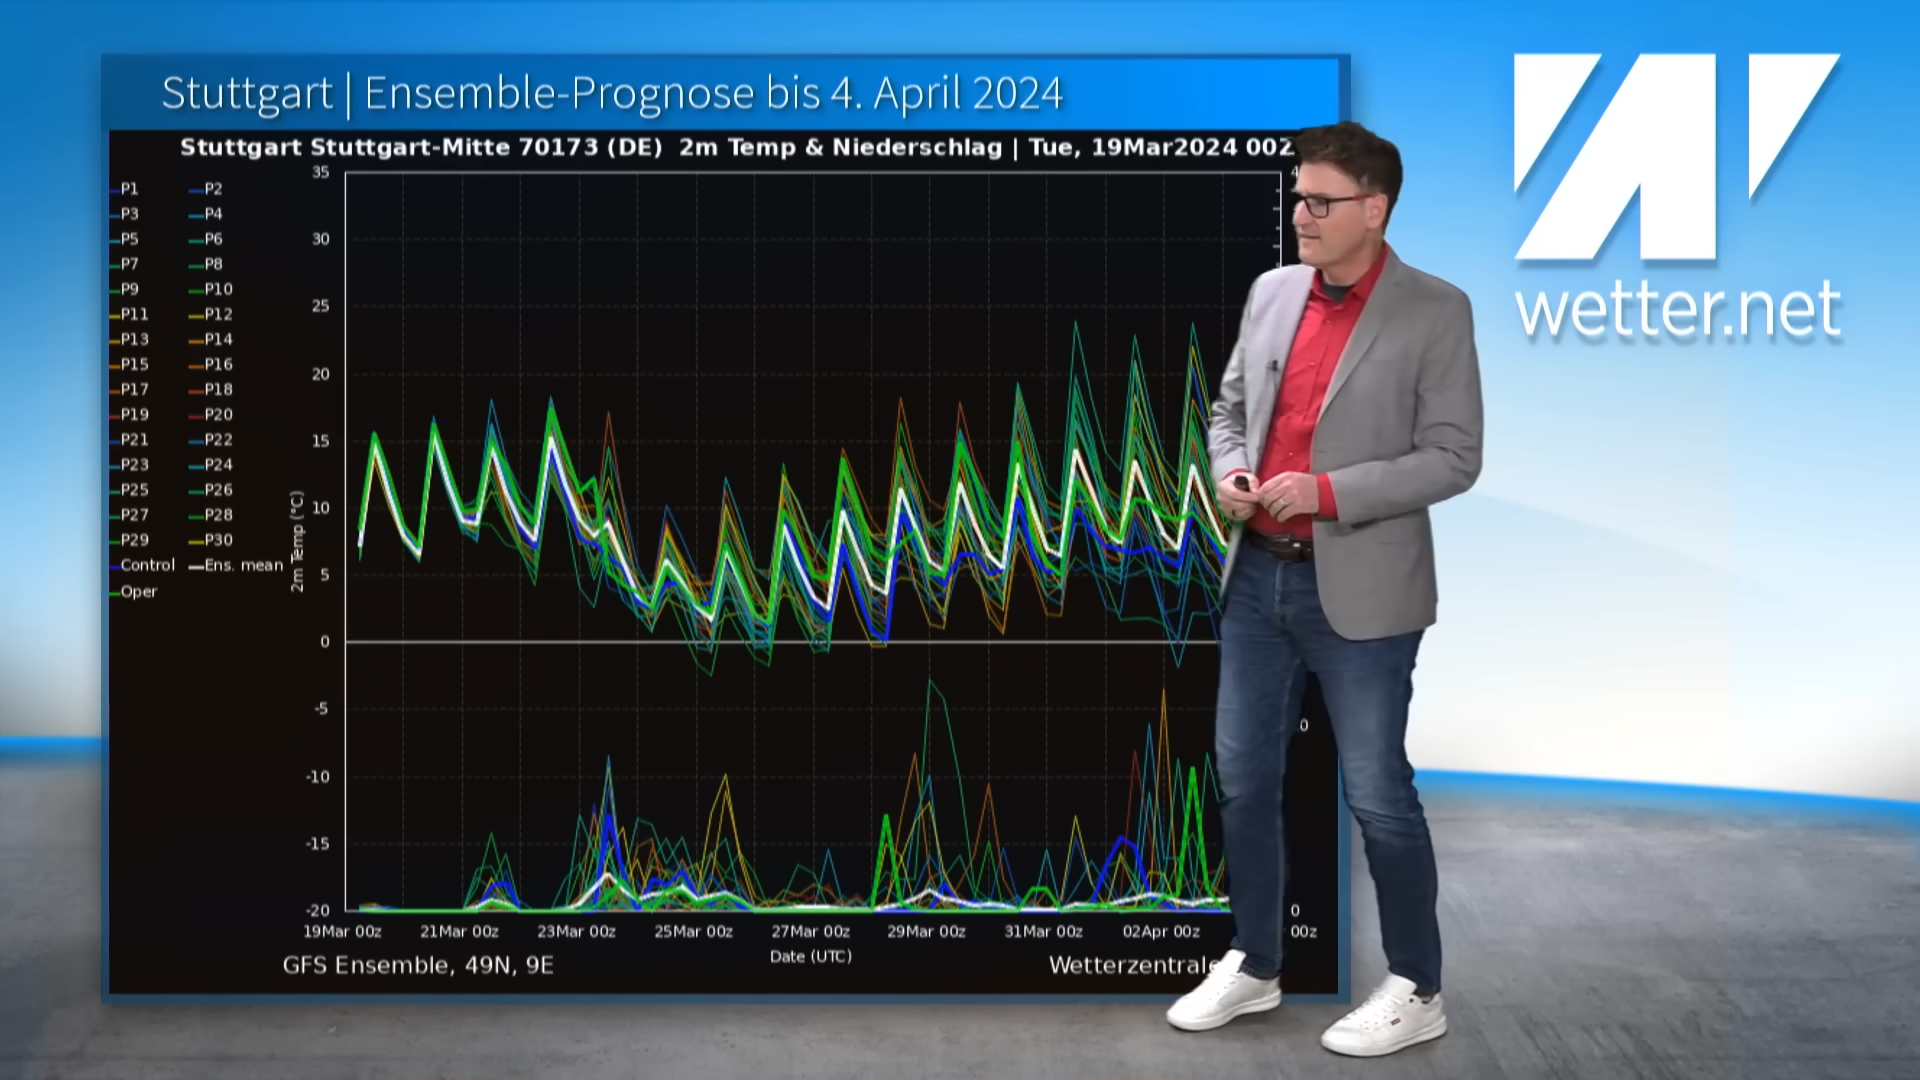 Stuttgart | Ensemble-Prognose bis 4. April 2024
Stuttgart Stuttgart-Mitte 70173 (DE) 2m Temp & Niederschlag | Tue, 19Mar2024 00Z
wetter.net
P1 P2
P3 P4
P5 P6
P7 P8
P9 P10
P11 P12
P13 P14
P15 P16
P17 P18
P19 P20
P21 P22
P23 P24
P25 P26
P27 P28
P29 P30
Control Ens. mean
Oper
2m Temp (°C)
35
30
25
20
15
10
5
0
-5
-10
-15
-20
0
19Mar 00z 21Mar 00z 23Mar 00z 25Mar 00z 27Mar 00z 29Mar 00z 31Mar 00z 02Apr 00z 00z
Date (UTC)
GFS Ensemble, 49N, 9E
Wetterzentrale